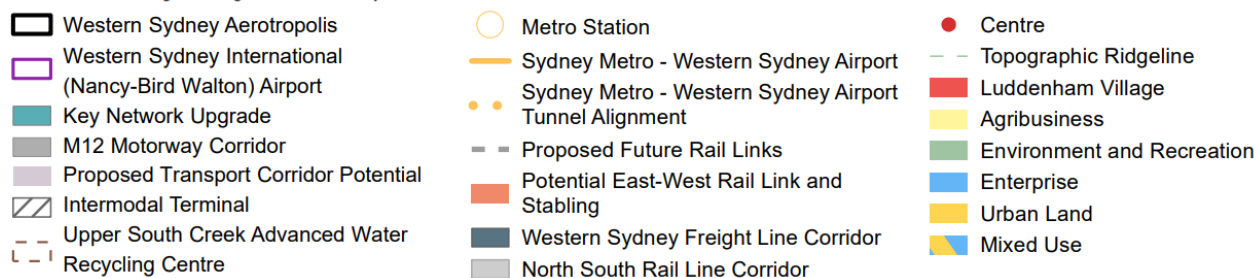 Western Sydney Aerotropolis
Western Sydney International
(Nancy-Bird Walton) Airport
Key Network Upgrade
M12 Motorway Corridor
Proposed Transport Corridor Potential
Intermodal Terminal
Upper South Creek Advanced Water
Recycling Centre
Metro Station
Sydney Metro - Western Sydney Airport
Sydney Metro - Western Sydney Airport
Tunnel Alignment
Proposed Future Rail Links
Potential East-West Rail Link and
Stabling
Western Sydney Freight Line Corridor
North South Rail Line Corridor
Centre
Topographic Ridgeline
Luddenham Village
Agribusiness
Environment and Recreation
Enterprise
Urban Land
Mixed Use